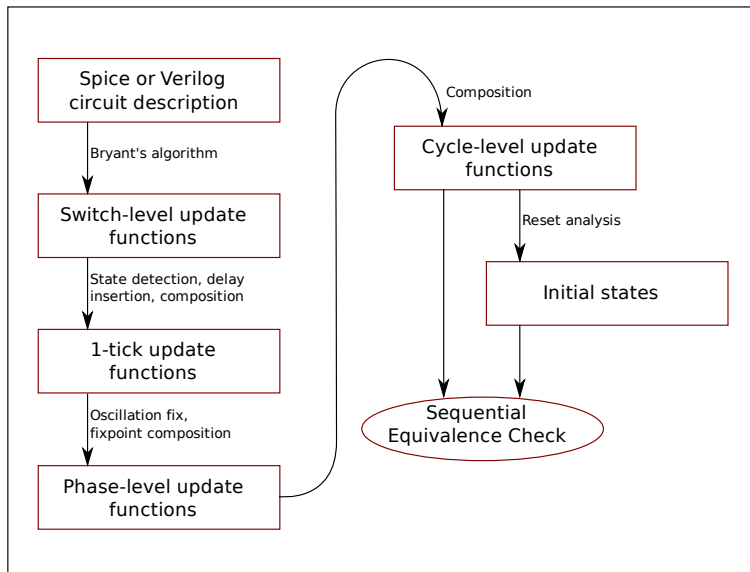 Spice or Verilog
circuit description
Bryant's algorithm
Switch-level update
functions
State detection, delay
insertion, composition
1-tick update
functions
Oscillation fix,
fixpoint composition
Phase-level update
functions
Composition
Cycle-level update
functions
Reset analysis
Initial states
Sequential
Equivalence Check